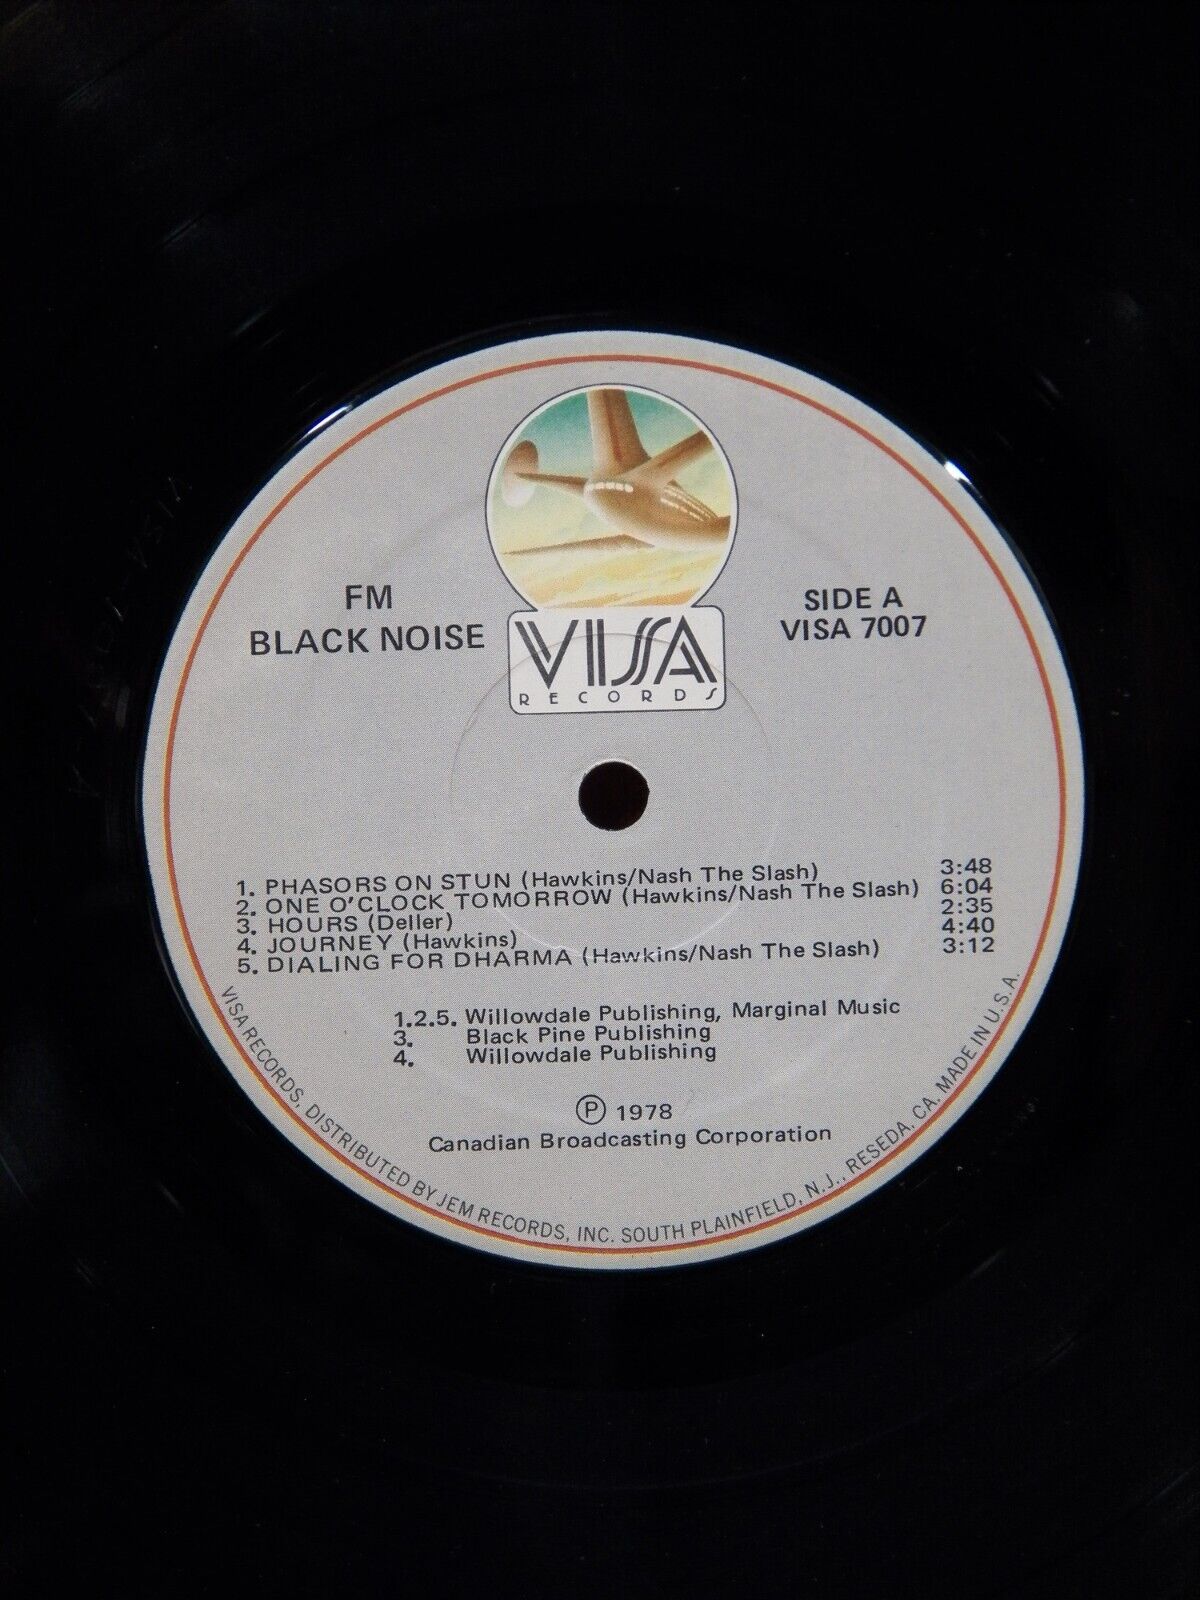 FM
BLACK NOISE
VISA
RECORDS
SIDE A
VISA 7007
1. PHASORS ON STUN (Hawkins/Nash The Slash) 3:48
2. ONE O'CLOCK TOMORROW (Hawkins/Nash The Slash) 6:04
3. HOURS (Deller) 2:35
4. JOURNEY (Hawkins) 4:40
5. DIALING FOR DHARMA (Hawkins/Nash The Slash) 3:12
1.2.5. Willowdale Publishing, Marginal Music
3. Black Pine Publishing
4. Willowdale Publishing
Ⓟ 1978
Canadian Broadcasting Corporation
VISA RECORDS, DISTRIBUTED BY JEM RECORDS, INC. SOUTH PLAINFIELD, N.J., RESEDA, CA. MADE IN U.S.A.